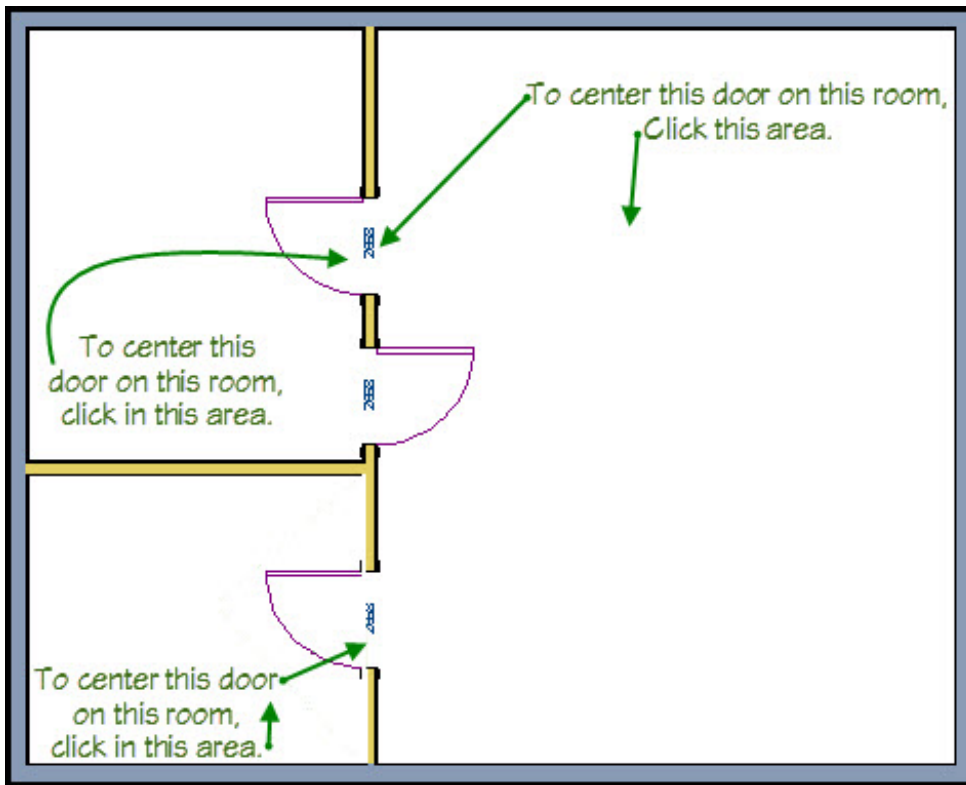 To center this door on this room,
Click this area.
To center this
door on this room,
click in this area.
To center this door
on this room,
click in this area.